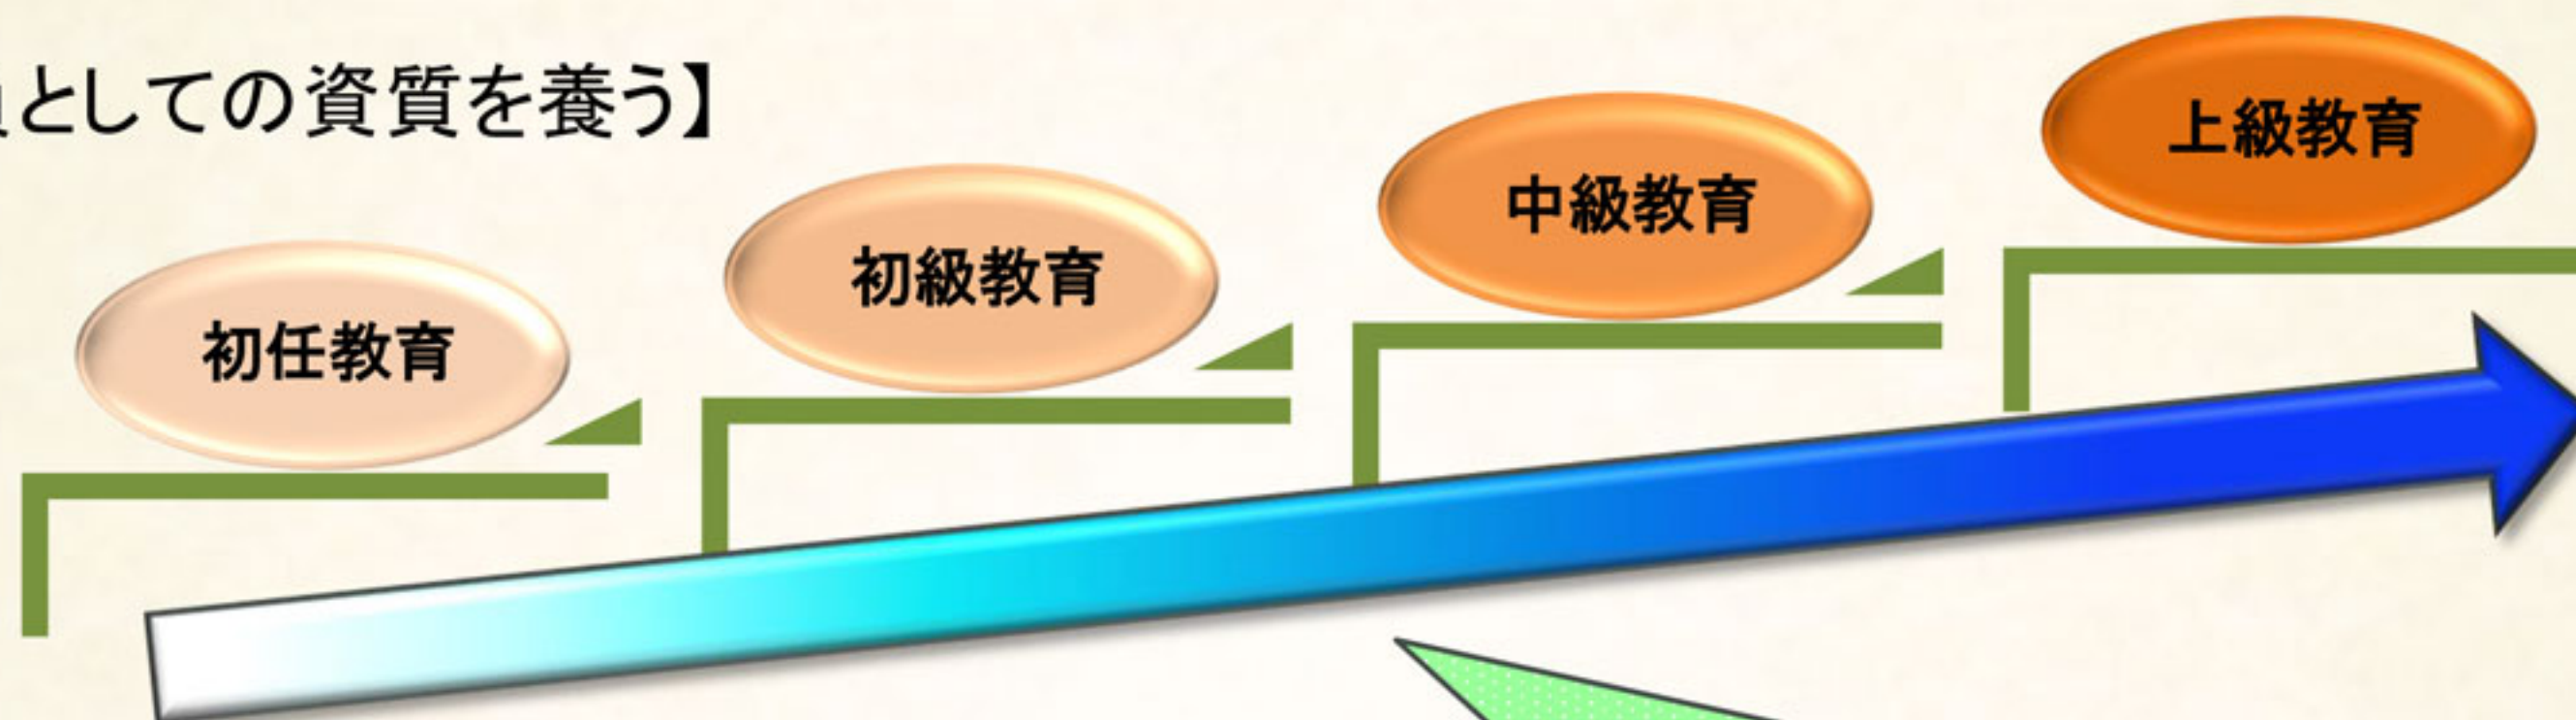 としての資質を養う】
上級教育
中級教育
初級教育
初任教育